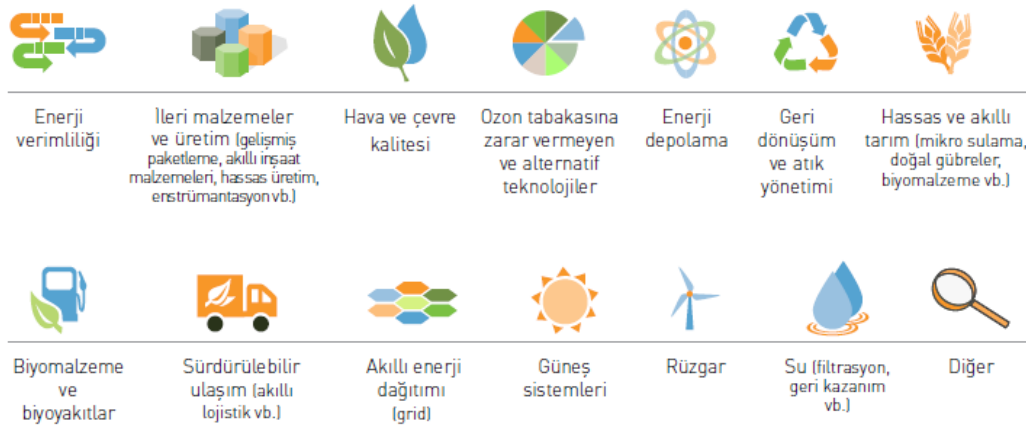 Enerji
verimliliği
İleri malzemeler
ve üretim (gelişmiş
paketleme, akıllı inşaat
malzemeleri, hassas üretim,
enstrümantasyon vb.)
Hava ve çevre
kalitesi
Ozon tabakasına
zarar vermeyen
ve alternatif
teknolojiler
Enerji
depolama
Geri
dönüşüm
ve atık
yönetimi
Hassas ve akıllı
tarım (mikro sulama,
doğal gübreler,
biyomalzeme vb.)
Biyomalzeme
ve
biyoyakıtlar
Sürdürülebilir
ulaşım (akıllı
lojistik vb.)
Akıllı enerji
dağıtımı
(grid)
Güneş
sistemleri
Rüzgar
Su (filtrasyon,
geri kazanım
vb.)
Diğer